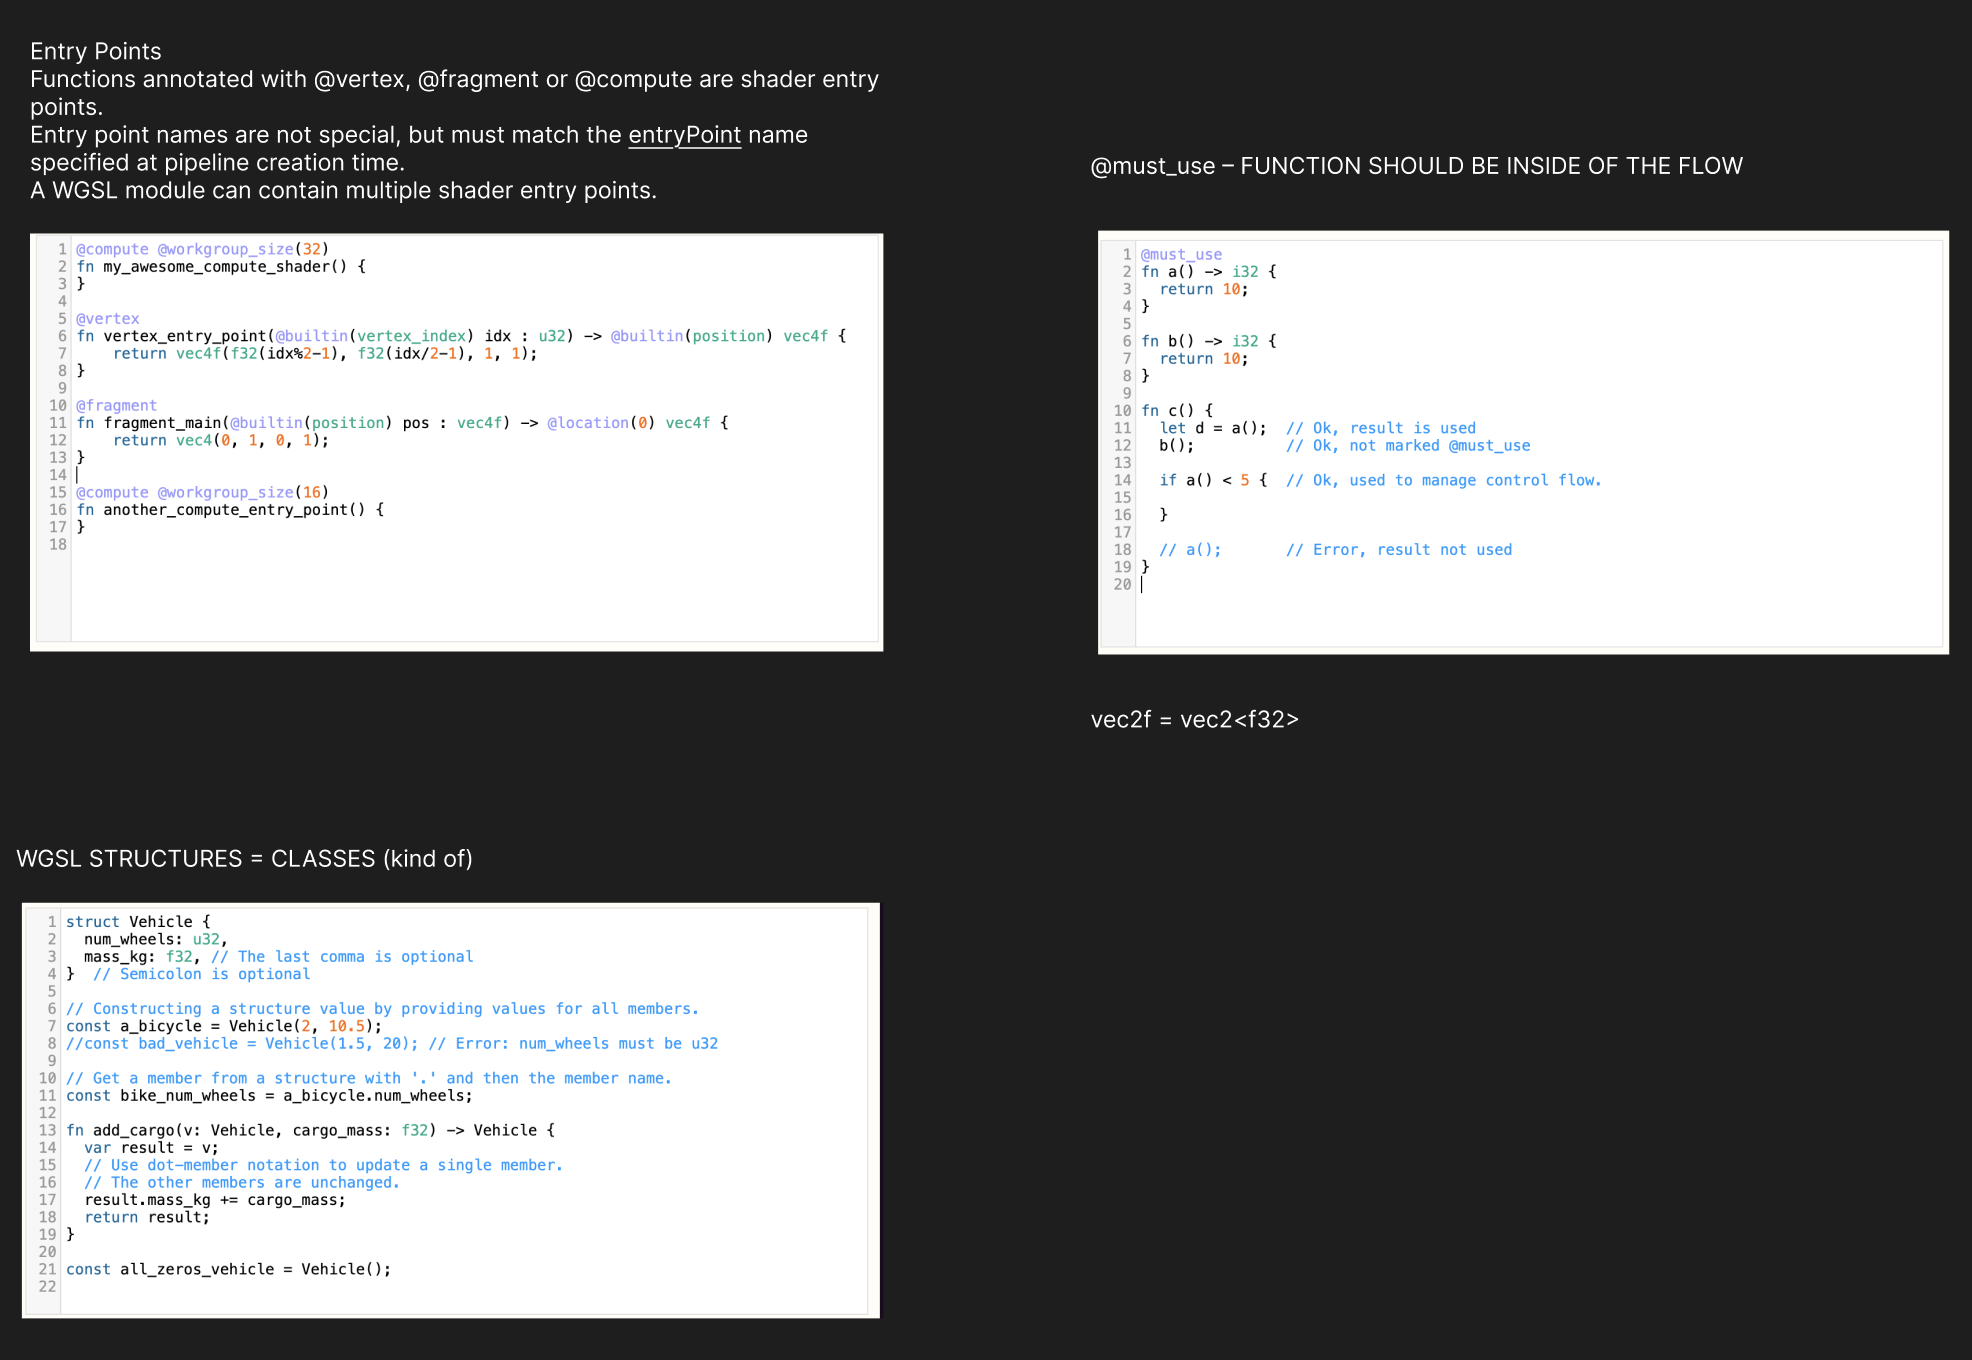 Entry Points
Functions annotated with @vertex, @fragment or @compute are shader entry
points.
Entry point names are not special, but must match the entryPoint name
specified at pipeline creation time.
A WGSL module can contain multiple shader entry points.
1 @compute @workgroup_size(32)
2 fn my_awesome_compute_shader() {
3 }
4
5 @vertex
6 fn vertex_entry_point(@builtin(vertex_index) idx : u32) -> @builtin(position) vec4f {
7     return vec4f(f32(idx%2-1), f32(idx/2-1), 1, 1);
8 }
9
10 @fragment
11 fn fragment_main(@builtin(position) pos : vec4f) -> @location(0) vec4f {
12     return vec4(0, 1, 0, 1);
13 }
14
15 @compute @workgroup_size(16)
16 fn another_compute_entry_point() {
17 }
18
@must_use – FUNCTION SHOULD BE INSIDE OF THE FLOW
1 @must_use
2 fn a() -> i32 {
3   return 10;
4 }
5
6 fn b() -> i32 {
7   return 10;
8 }
9
10 fn c() {
11   let d = a();  // Ok, result is used
12   b();          // Ok, not marked @must_use
13
14   if a() < 5 {  // Ok, used to manage control flow.
15
16   }
17
18   // a();       // Error, result not used
19 }
20
vec2f = vec2<f32>
WGSL STRUCTURES = CLASSES (kind of)
1 struct Vehicle {
2   num_wheels: u32,
3   mass_kg: f32, // The last comma is optional
4 }  // Semicolon is optional
5
6 // Constructing a structure value by providing values for all members.
7 const a_bicycle = Vehicle(2, 10.5);
8 //const bad_vehicle = Vehicle(1.5, 20); // Error: num_wheels must be u32
9
10 // Get a member from a structure with '.' and then the member name.
11 const bike_num_wheels = a_bicycle.num_wheels;
12
13 fn add_cargo(v: Vehicle, cargo_mass: f32) -> Vehicle {
14   var result = v;
15   // Use dot-member notation to update a single member.
16   // The other members are unchanged.
17   result.mass_kg += cargo_mass;
18   return result;
19 }
20
21 const all_zeros_vehicle = Vehicle();
22